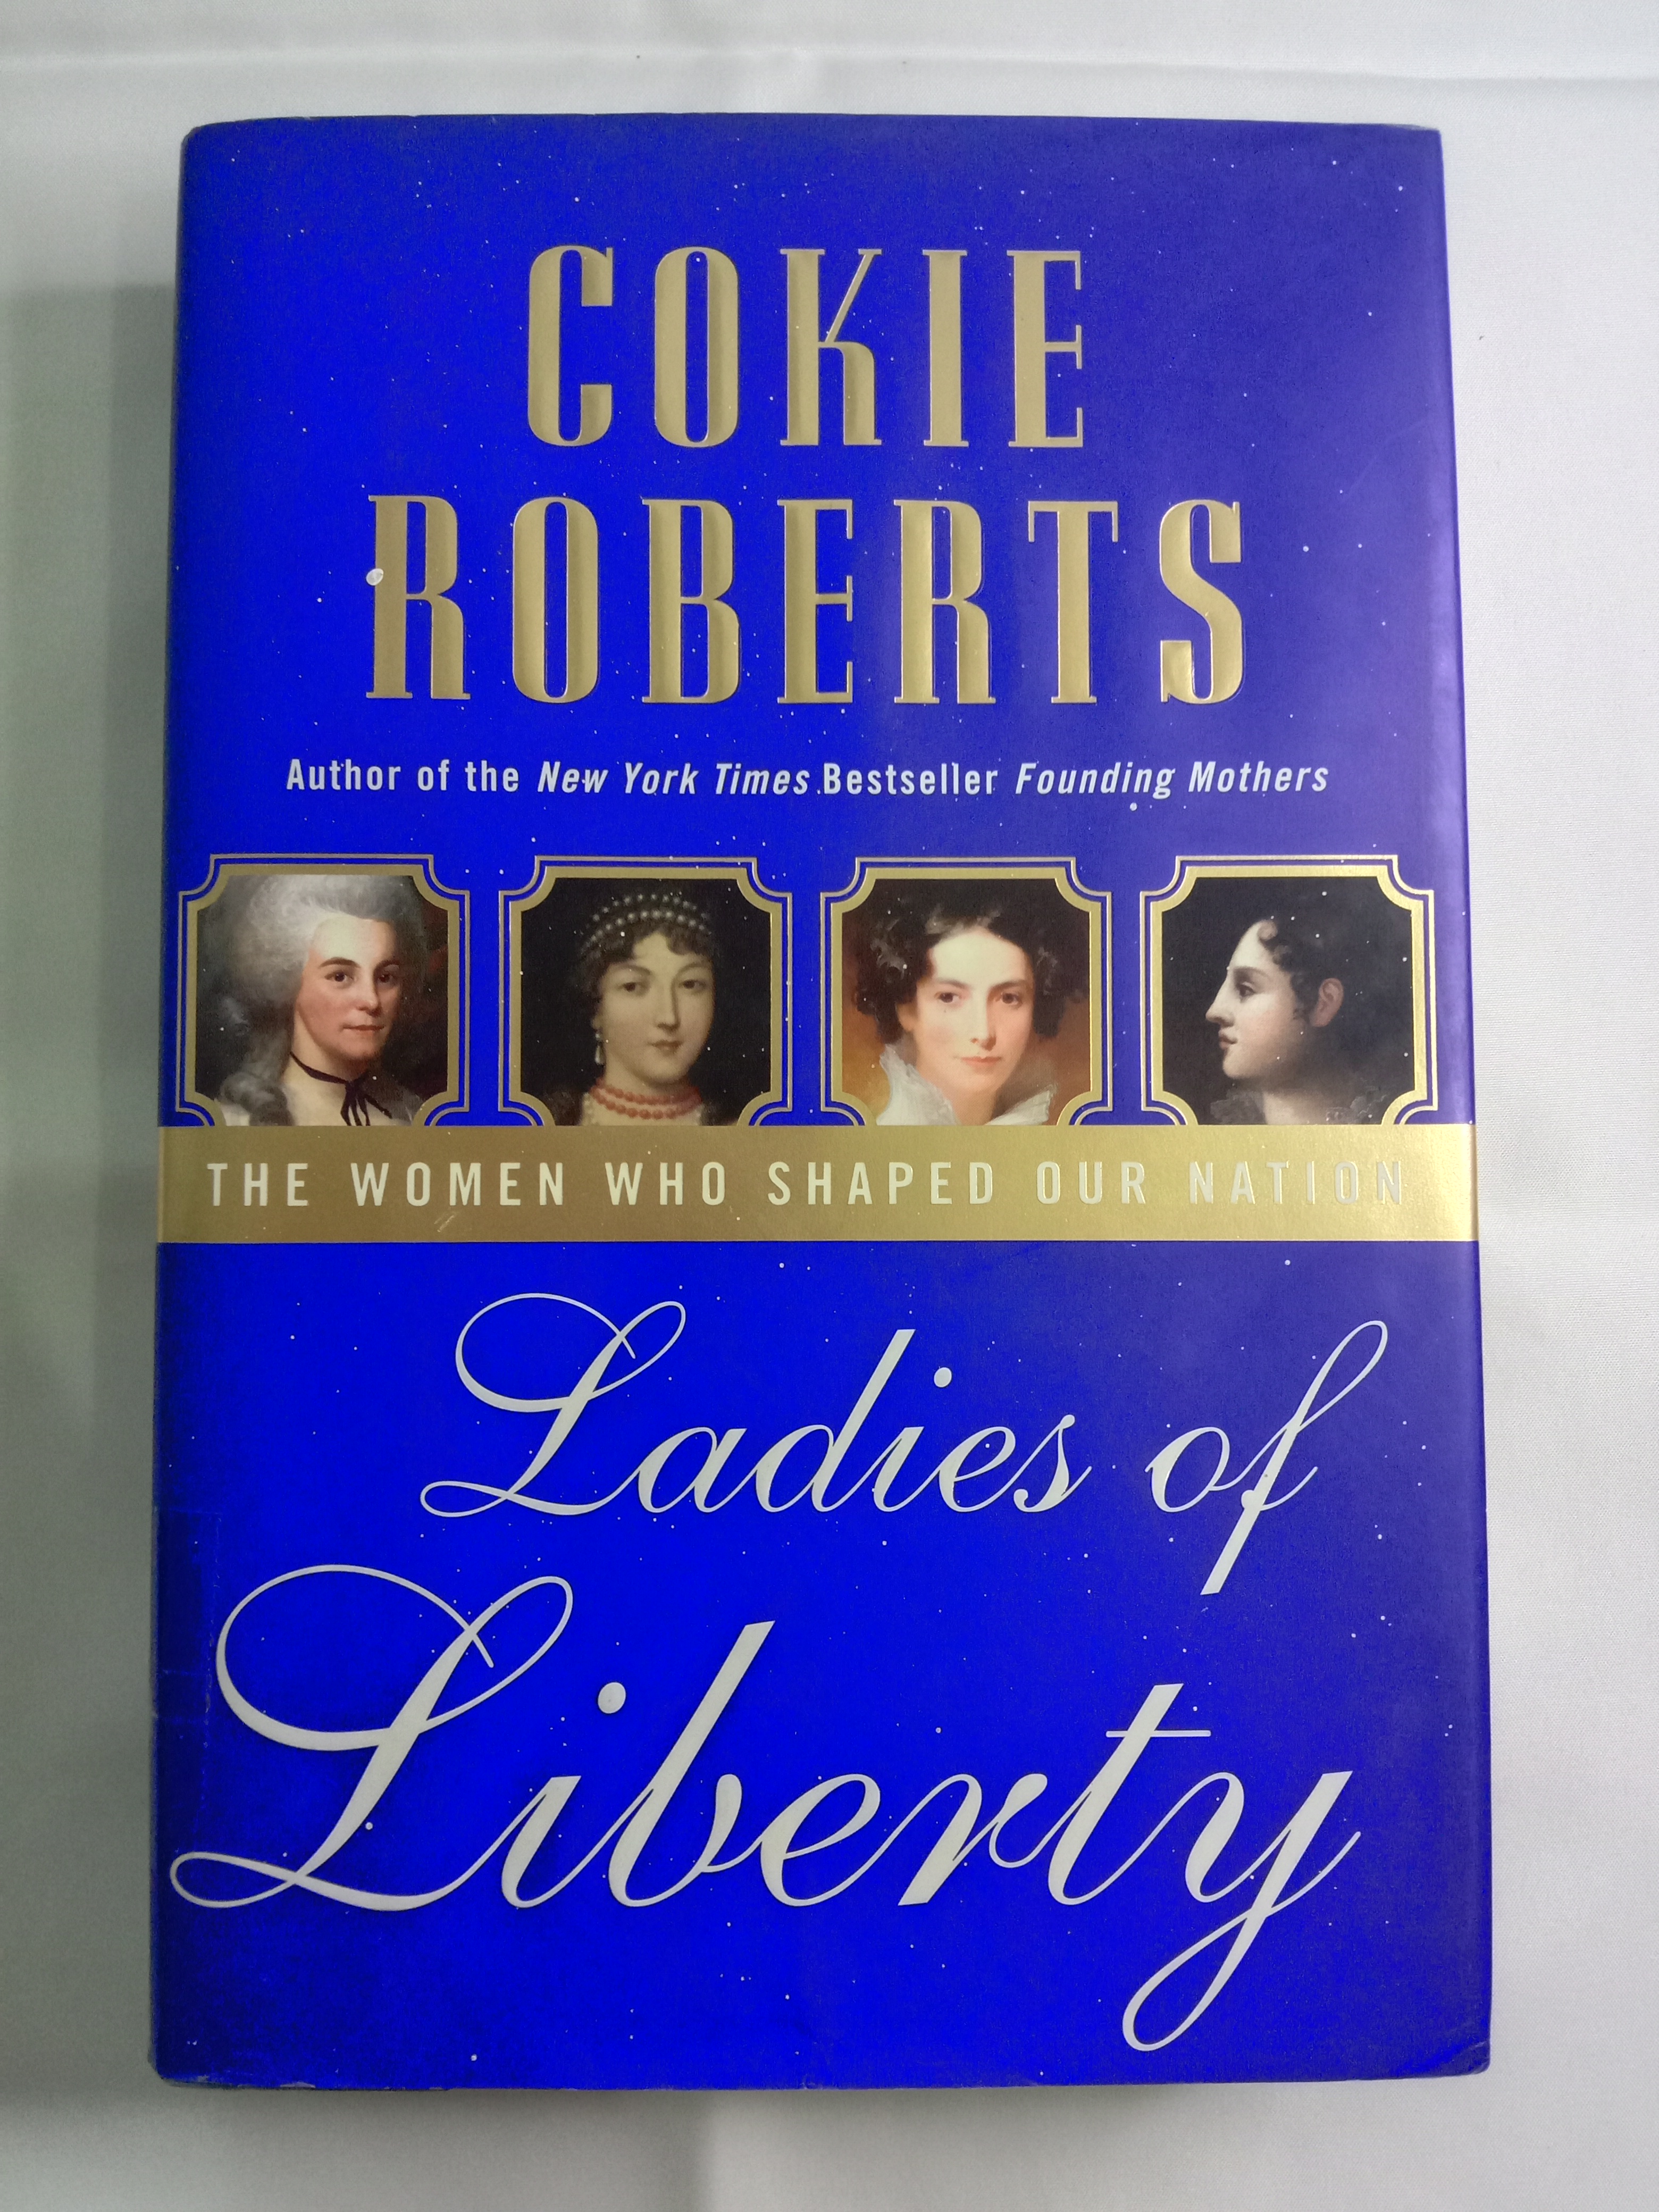 COKIE
ROBERTS
Author of the New York Times Bestseller Founding Mothers
THE WOMEN WHO SHAPED OUR NATION
Ladies of
Liberty